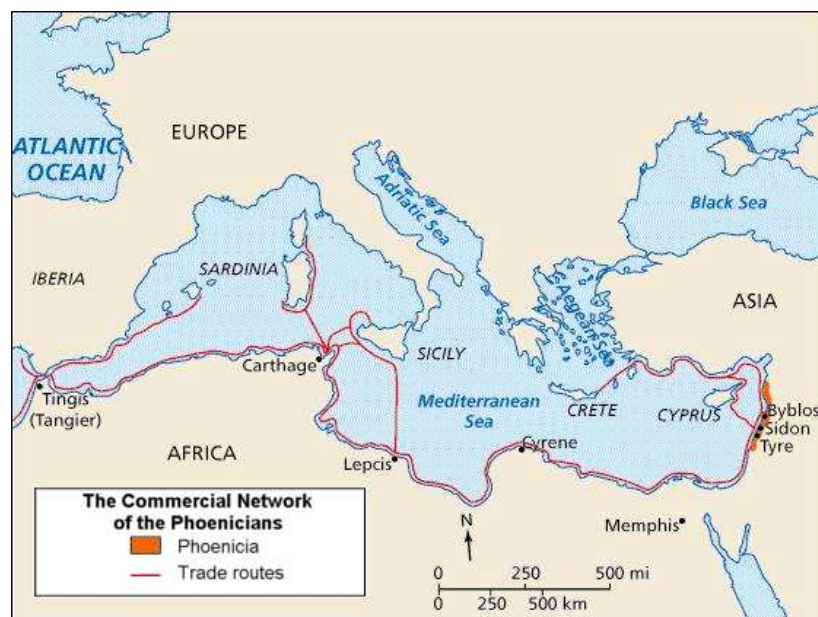 EUROPE
ATLANTIC
OCEAN
Adriatic Sea
Black Sea
IBERIA
SARDINIA
Aegean Sea
ASIA
SICILY
Carthage
Mediterranean
Sea
CRETE
CYPRUS
Byblos
Sidon
Tyre
Tingis
(Tangier)
AFRICA
Lepcis
Cyrene
Memphis
The Commercial Network
of the Phoenicians
Phoenicia
Trade routes
N
0 250 500 mi
0 250 500 km